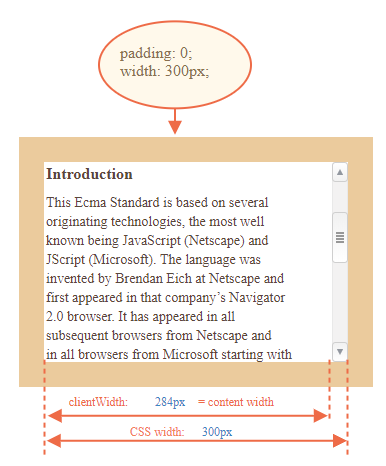 padding: 0;
width: 300px;
Introduction
This Ecma Standard is based on several
originating technologies, the most well
known being JavaScript (Netscape) and
JScript (Microsoft). The language was
invented by Brendan Eich at Netscape and
first appeared in that company’s Navigator
2.0 browser. It has appeared in all
subsequent browsers from Netscape and
in all browsers from Microsoft starting with
clientWidth: 284px = content width
CSS width: 300px